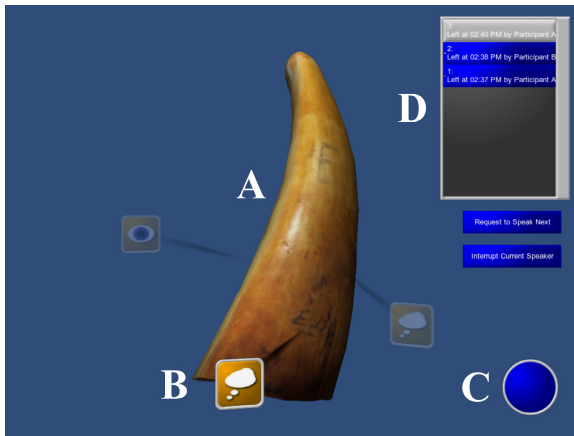 3:
Left at 02:40 PM by Participant A
2:
Left at 02:38 PM by Participant B
1:
Left at 02:37 PM by Participant A
D
A
Request to Speak Next
Interrupt Current Speaker
B
C